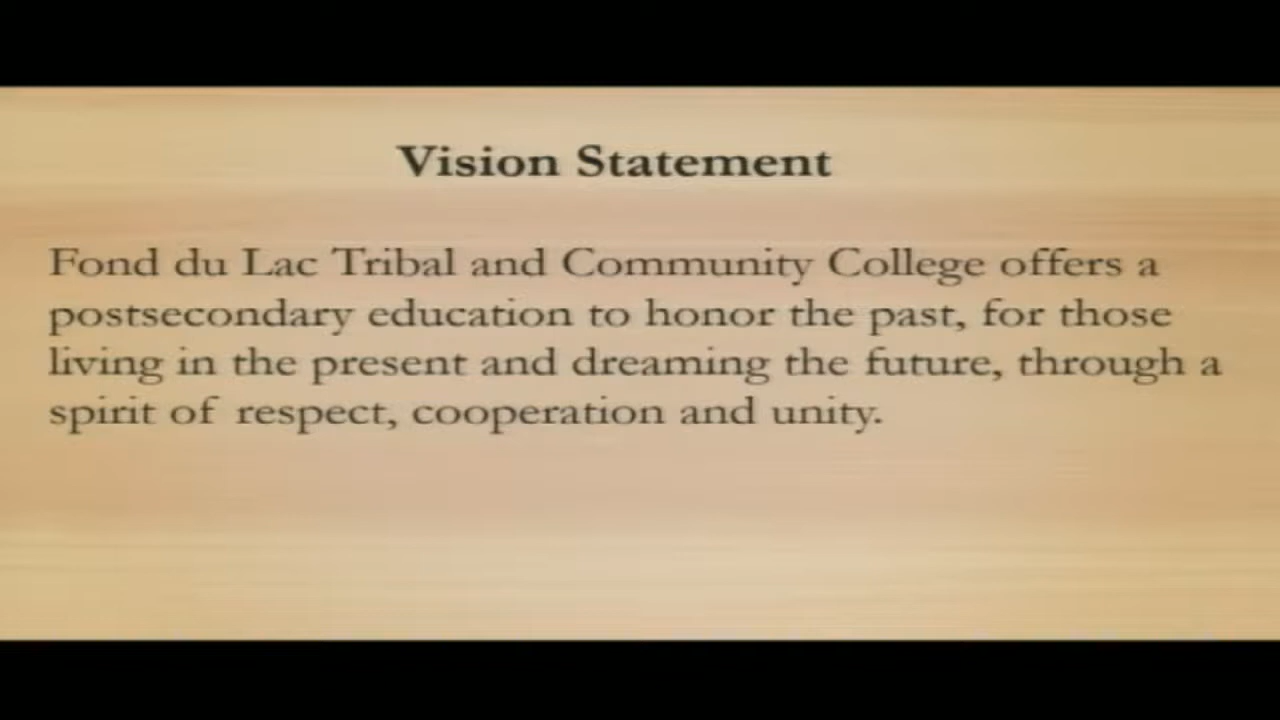 Vision Statement
Fond du Lac Tribal and Community College offers a
postsecondary education to honor the past, for those
living in the present and dreaming the future, through a
spirit of respect, cooperation and unity.